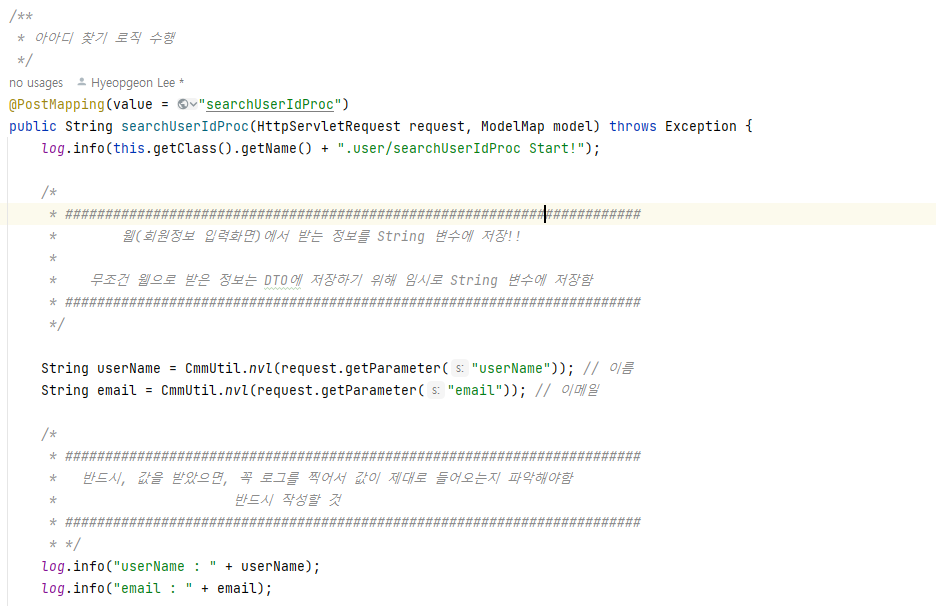 /**
* 아아디 찾기 로직 수행
*/
no usages Hyeopgeon Lee *
@PostMapping(value = "searchUserIdProc")
public String searchUserIdProc(HttpServletRequest request, ModelMap model) throws Exception {
log.info(this.getClass().getName() + ".user/searchUserIdProc Start!");
/*
* ########################################################################
* 웹(회원정보 입력화면)에서 받는 정보를 String 변수에 저장!!
*
* 무조건 웹으로 받은 정보는 DTO에 저장하기 위해 임시로 String 변수에 저장함
* ########################################################################
*/
String userName = CmmUtil.nvl(request.getParameter( s: "userName")); // 이름
String email = CmmUtil.nvl(request.getParameter( s: "email")); // 이메일
/*
* ########################################################################
* 반드시, 값을 받았으면, 꼭 로그를 찍어서 값이 제대로 들어오는지 파악해야함
* 반드시 작성할 것
* ########################################################################
* */
log.info("userName : " + userName);
log.info("email : " + email);